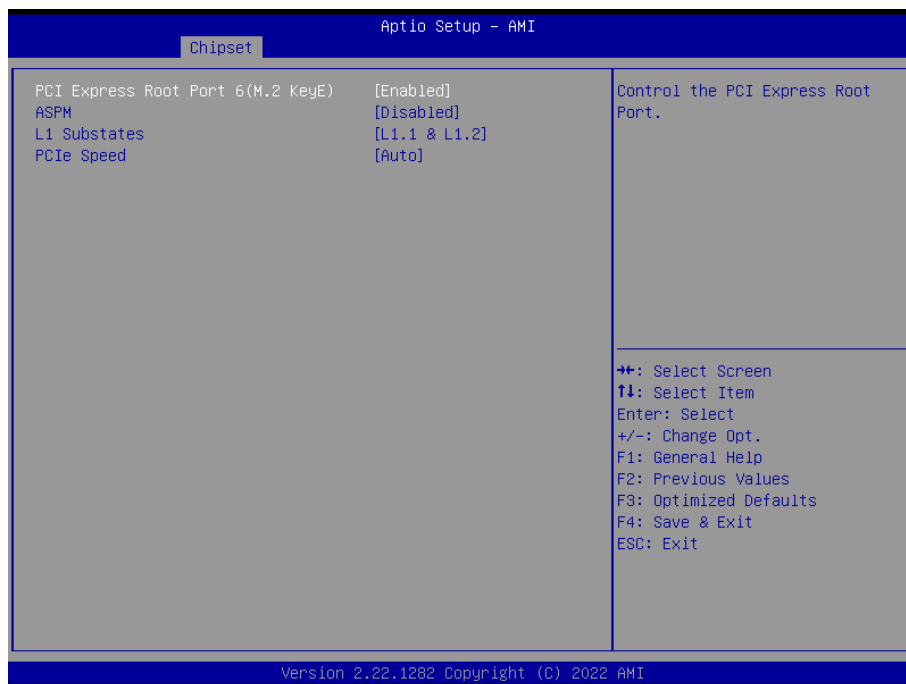 Aptio Setup – AMI
Chipset
PCI Express Root Port 6(M.2 KeyE) [Enabled]
ASPM [Disabled]
L1 Substates [L1.1 & L1.2]
PCIe Speed [Auto]
Control the PCI Express Root
Port.
→←: Select Screen
↑↓: Select Item
Enter: Select
+/-: Change Opt.
F1: General Help
F2: Previous Values
F3: Optimized Defaults
F4: Save & Exit
ESC: Exit
Version 2.22.1282 Copyright (C) 2022 AMI